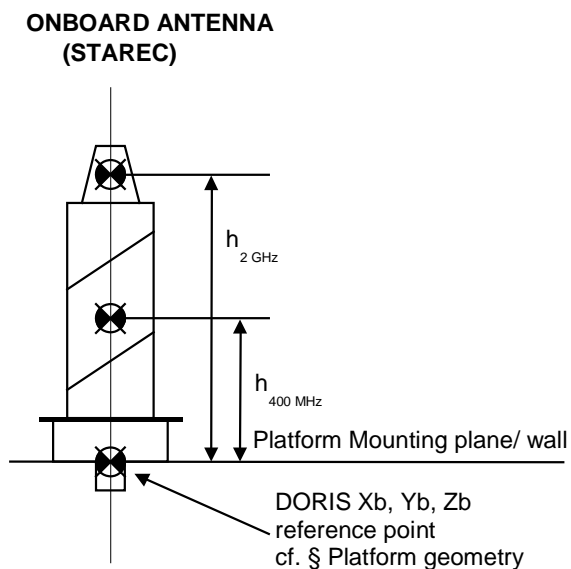 ONBOARD ANTENNA
(STAREC)
h 2 GHz
h 400 MHz
Platform Mounting plane/ wall
DORIS Xb, Yb, Zb
reference point
cf. § Platform geometry